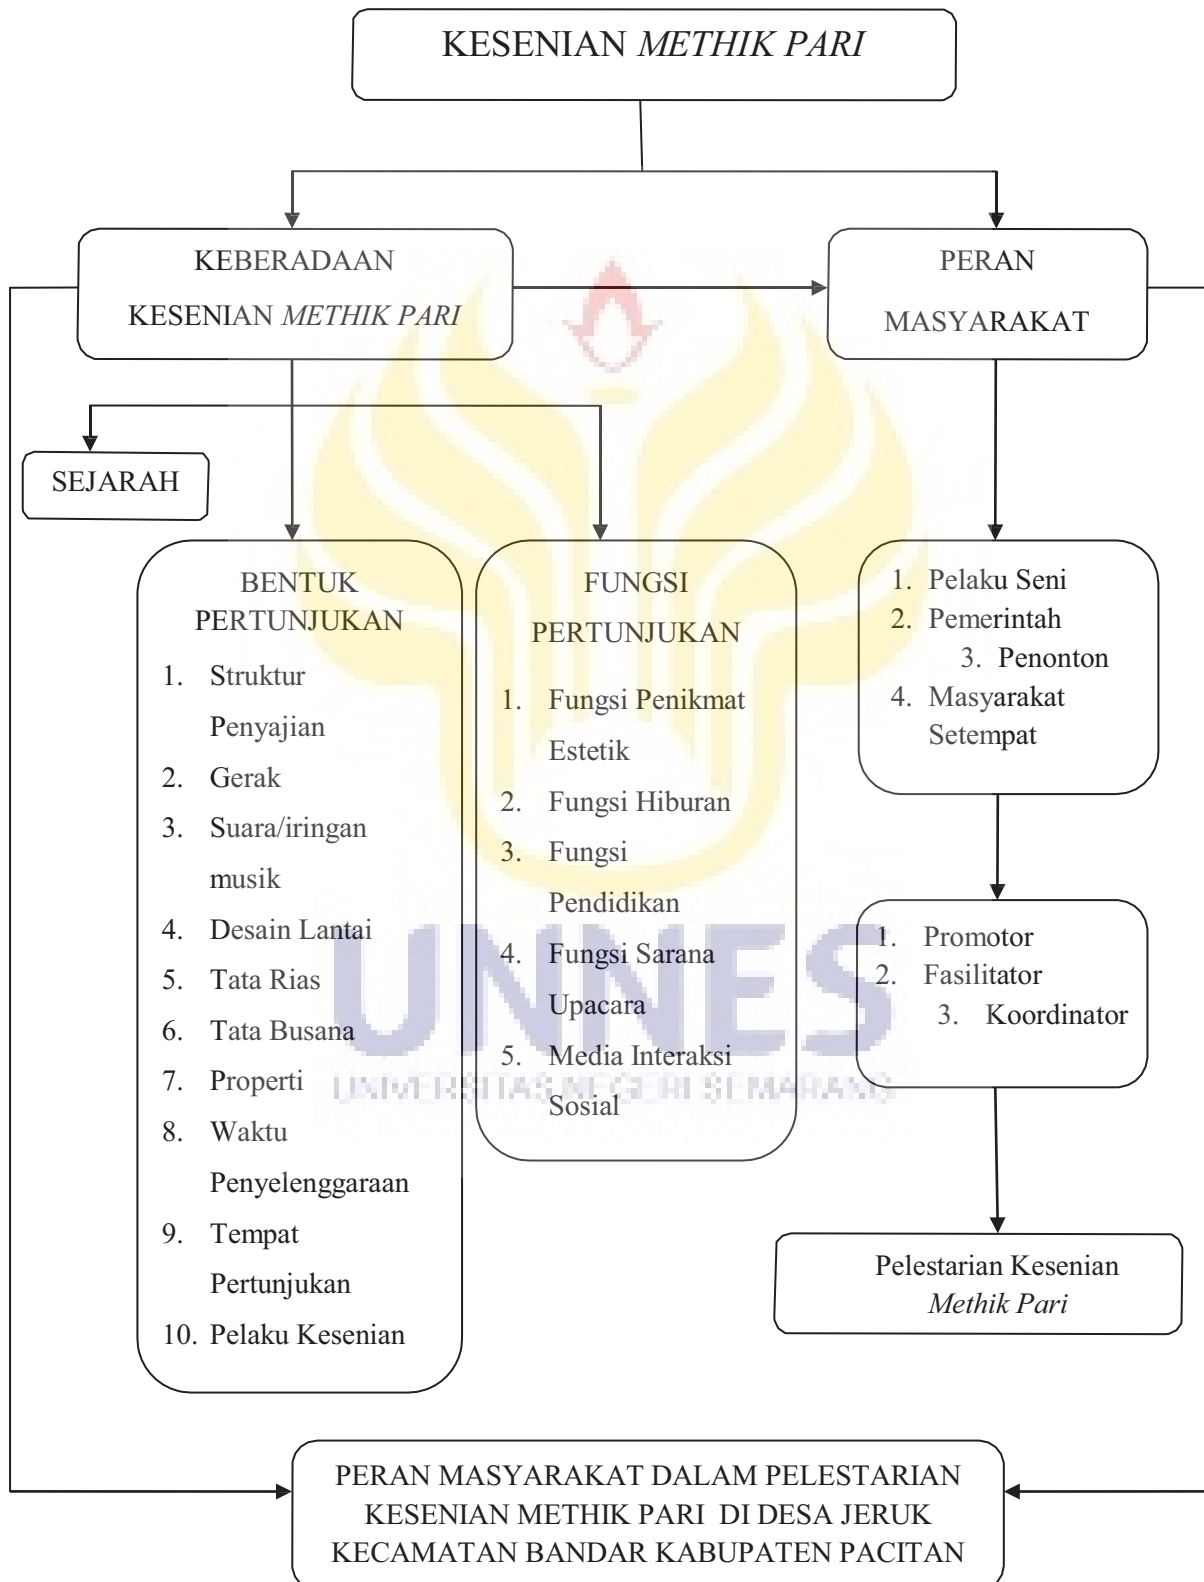 KESENIAN METHIK PARI
KEBERADAAN
KESENIAN METHIK PARI
PERAN
MASYARAKAT
SEJARAH
BENTUK
PERTUNJUKAN
1. Struktur
Penyajian
2. Gerak
3. Suara/iringan
musik
4. Desain Lantai
5. Tata Rias
6. Tata Busana
7. Properti
8. Waktu
Penyelenggaraan
9. Tempat
Pertunjukan
10. Pelaku Kesenian
FUNGSI
PERTUNJUKAN
1. Fungsi Penikmat
Estetik
2. Fungsi Hiburan
3. Fungsi
Pendidikan
4. Fungsi Sarana
Upacara
5. Media Interaksi
Sosial
1. Pelaku Seni
2. Pemerintah
3. Penonton
4. Masyarakat
Setempat
1. Promotor
2. Fasilitator
3. Koordinator
Pelestarian Kesenian
Methik Pari
PERAN MASYARAKAT DALAM PELESTARIAN
KESENIAN METHIK PARI DI DESA JERUK
KECAMATAN BANDAR KABUPATEN PACITAN
UNNES
UNIVERSITAS NEGERI SEMARANG